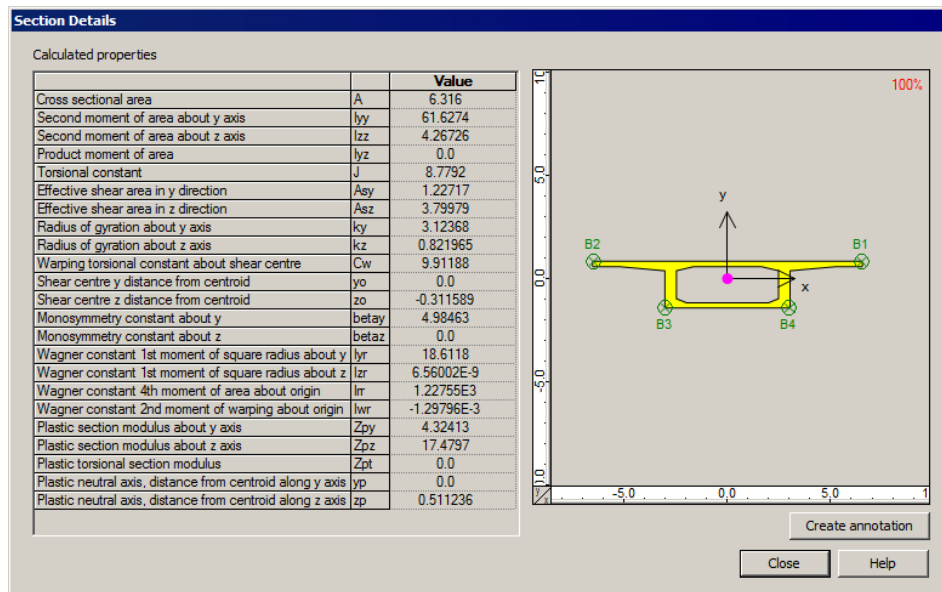 Section Details
Calculated properties
Value
Cross sectional area A 6.316
Second moment of area about y axis Iyy 61.6274
Second moment of area about z axis Izz 4.26726
Product moment of area Iyz 0.0
Torsional constant J 8.7792
Effective shear area in y direction Asy 1.22717
Effective shear area in z direction Asz 3.79979
Radius of gyration about y axis ky 3.12368
Radius of gyration about z axis kz 0.821965
Warping torsional constant about shear centre Cw 9.91188
Shear centre y distance from centroid yo 0.0
Shear centre z distance from centroid zo -0.311589
Monosymmetry constant about y betay 4.98463
Monosymmetry constant about z betaz 0.0
Wagner constant 1st moment of square radius about y Iyr 18.6118
Wagner constant 1st moment of square radius about z Izr 6.56002E-9
Wagner constant 4th moment of area about origin Irr 1.22755E3
Wagner constant 2nd moment of warping about origin Iwr -1.29796E-3
Plastic section modulus about y axis Zpy 4.32413
Plastic section modulus about z axis Zpz 17.4797
Plastic torsional section modulus Zpt 0.0
Plastic neutral axis, distance from centroid along y axis yp 0.0
Plastic neutral axis, distance from centroid along z axis zp 0.511236
100%
10
5.0
0.0
-5.0
0.
y
x
B2
B1
B3
B4
y
x
-5.0 0.0 5.0 1
Create annotation
Close
Help